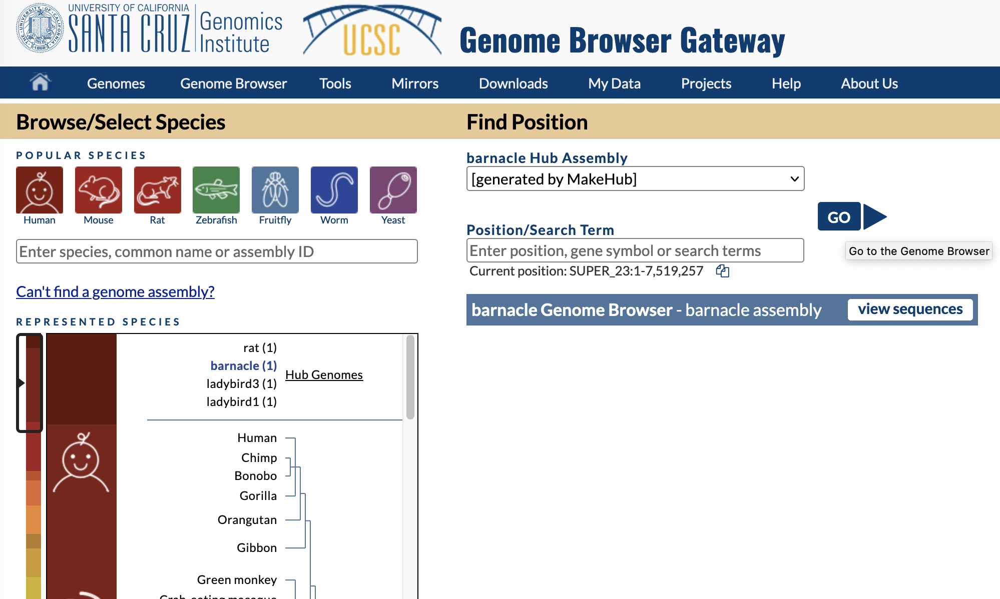 UNIVERSITY OF CALIFORNIA
SANTA CRUZ
Genomics
Institute
UCSC
Genome Browser Gateway
Genomes
Genome Browser
Tools
Mirrors
Downloads
My Data
Projects
Help
About Us
Browse/Select Species
POPULAR SPECIES
Human
Mouse
Rat
Zebrafish
Fruitfly
Worm
Yeast
Enter species, common name or assembly ID
Can't find a genome assembly?
REPRESENTED SPECIES
rat (1)
barnacle (1)
ladybird3 (1)
ladybird1 (1)
Hub Genomes
Human
Chimp
Bonobo
Gorilla
Orangutan
Gibbon
Green monkey
Find Position
barnacle Hub Assembly
[generated by MakeHub]
GO
Position/Search Term
Enter position, gene symbol or search terms
Go to the Genome Browser
Current position: SUPER_23:1-7,519,257
barnacle Genome Browser - barnacle assembly
view sequences